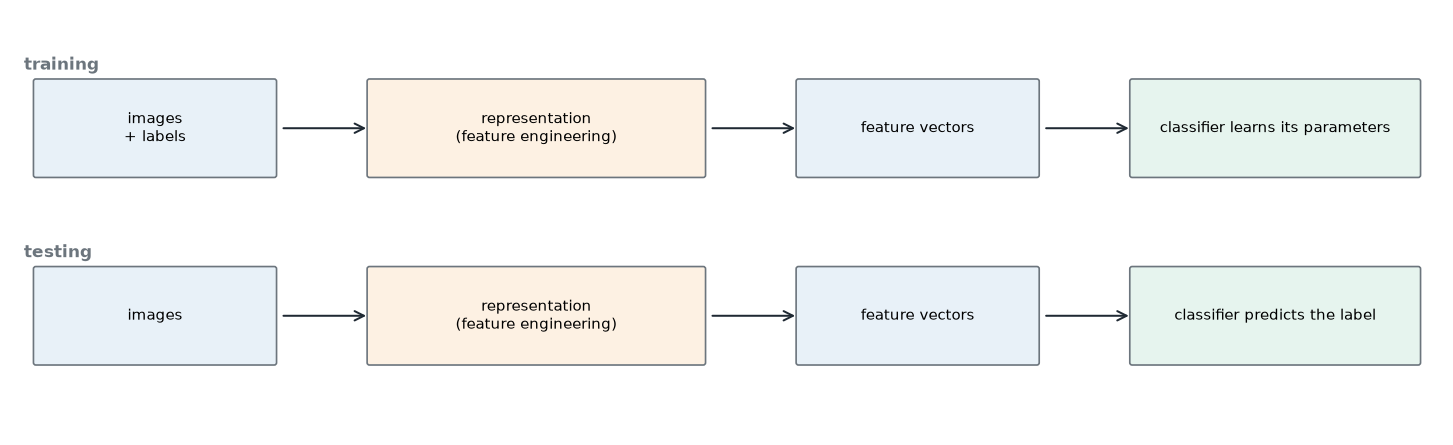 training
images
+ labels
representation
(feature engineering)
feature vectors
classifier learns its parameters
testing
images
representation
(feature engineering)
feature vectors
classifier predicts the label